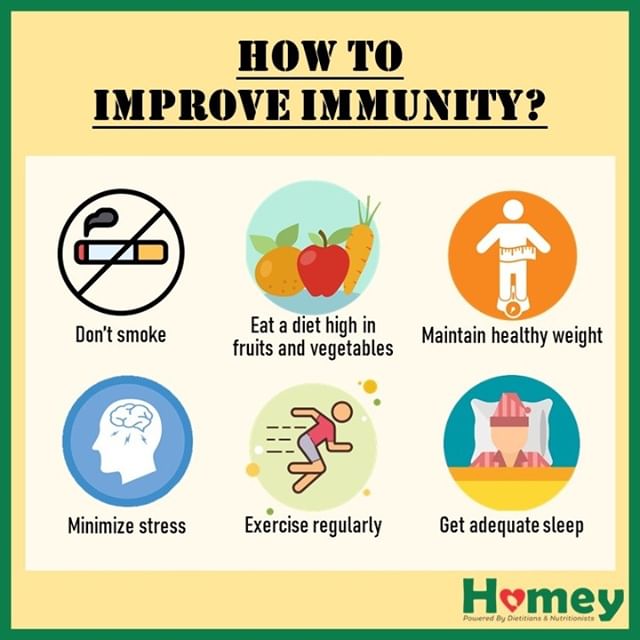 HOW TO
IMPROVE IMMUNITY?
Don't smoke
Eat a diet high in
fruits and vegetables
Maintain healthy weight
Minimize stress
Exercise regularly
Get adequate sleep
Homey
Powered By Dietitians & Nutritionists